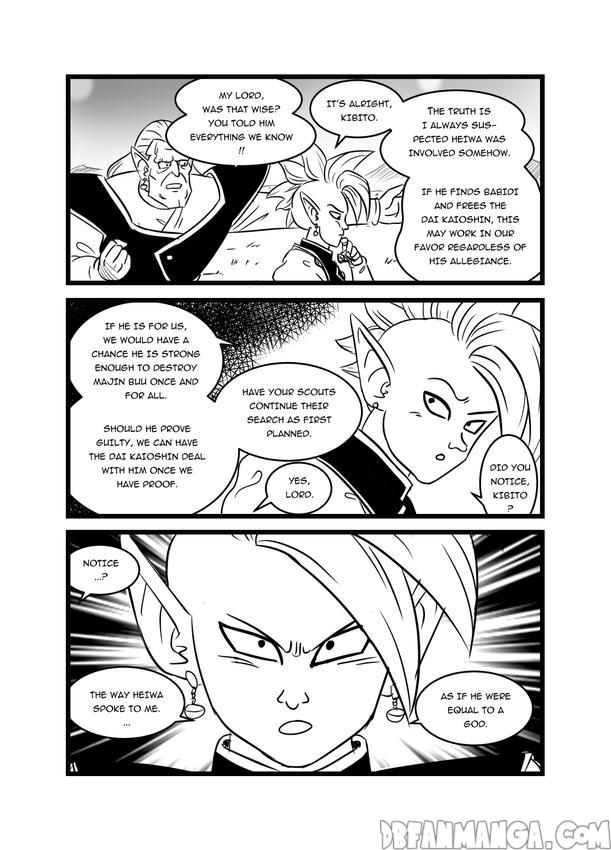 MY LORD,
WAS THAT WISE?
YOU TOLD HIM
EVERYTHING WE KNOW
!!
IT'S ALRIGHT,
KIBITO.
THE TRUTH IS
I ALWAYS SUS-
PECTED HEIWA WAS
INVOLVED SOMEHOW.
IF HE FINDS BABIDI
AND FREES THE
DAI KAIOSHIN, THIS
MAY WORK IN OUR
FAVOR REGARDLESS OF
HIS ALLEGIANCE.
IF HE IS FOR US,
WE WOULD HAVE A
CHANCE HE IS STRONG
ENOUGH TO DESTROY
MAJIN BUU ONCE AND
FOR ALL.
SHOULD HE PROVE
GUILTY, WE CAN HAVE
THE DAI KAIOSHIN DEAL
WITH HIM ONCE WE
HAVE PROOF.
HAVE YOUR SCOUTS
CONTINUE THEIR
SEARCH AS FIRST
PLANNED.
YES,
LORD.
DID YOU
NOTICE,
KIBITO
?
NOTICE
...?
THE WAY HEIWA
SPOKE TO ME.
...
AS IF HE WERE
EQUAL TO A
GOD.
DBFANMANGA.COM